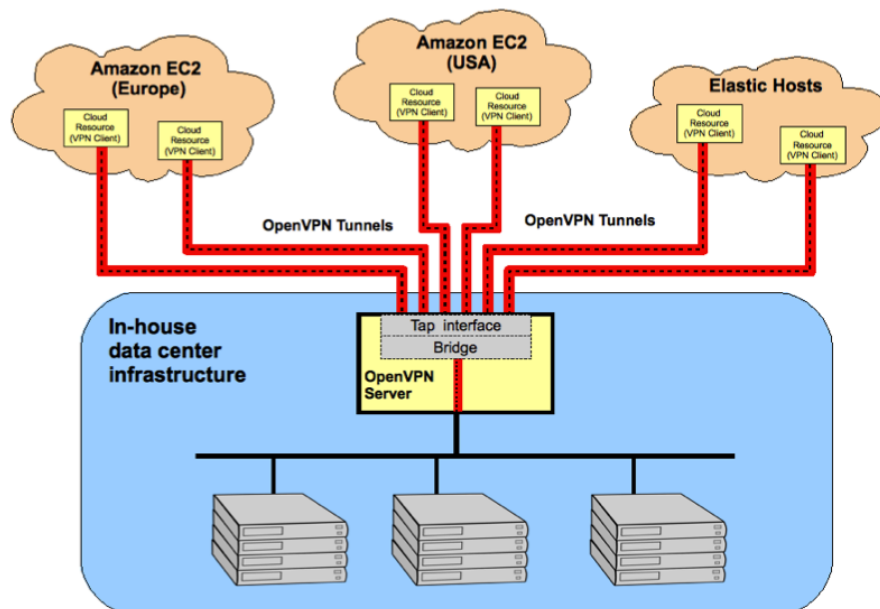 Amazon EC2
(Europe)
Cloud
Resource
(VPN Client)
Cloud
Resource
(VPN Client)
Amazon EC2
(USA)
Cloud
Resource
(VPN Client)
Cloud
Resource
(VPN Client)
Elastic Hosts
Cloud
Resource
(VPN Client)
Cloud
Resource
(VPN Client)
OpenVPN Tunnels
OpenVPN Tunnels
In-house
data center
infrastructure
Tap interface
Bridge
OpenVPN
Server